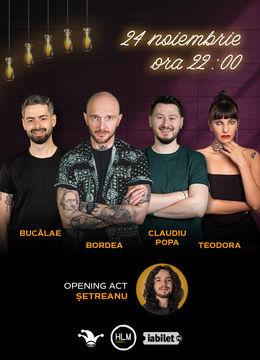 24 noiembrie
ora 22:00
BUCĂLAE
BORDEA
CLAUDIU
POPA
TEODORA
OPENING ACT
ȘETREANU
HLM
iabilet